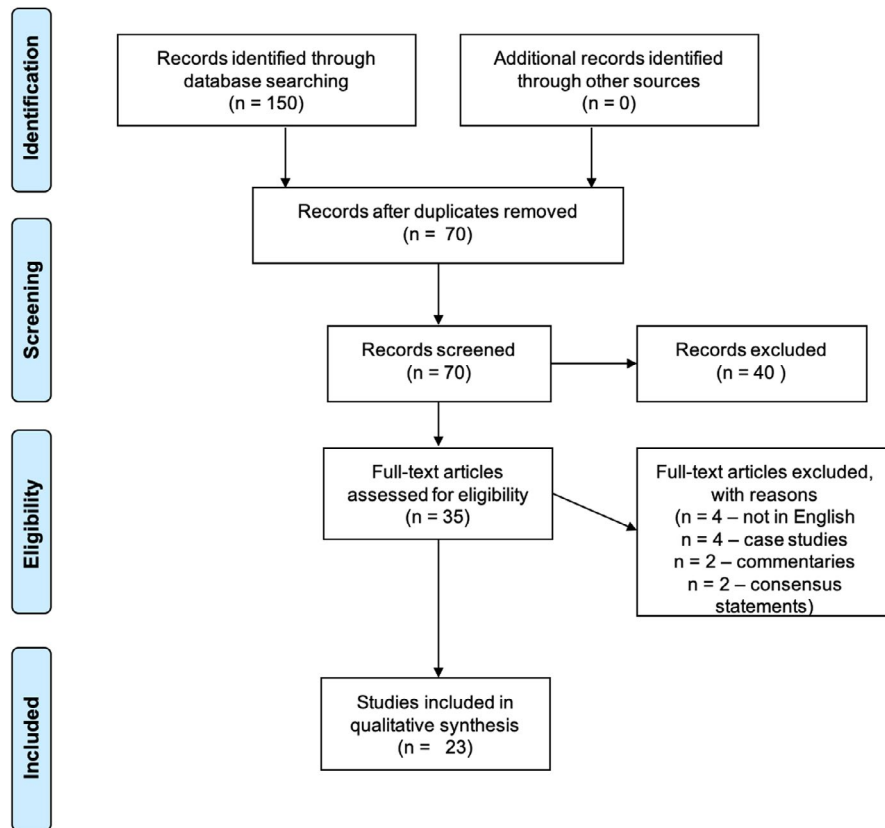 Identification
Records identified through
database searching
(n = 150)
Additional records identified
through other sources
(n = 0)
Records after duplicates removed
(n = 70)
Screening
Records screened
(n = 70)
Records excluded
(n = 40 )
Eligibility
Full-text articles
assessed for eligibility
(n = 35)
Full-text articles excluded,
with reasons
(n = 4 – not in English
n = 4 – case studies
n = 2 – commentaries
n = 2 – consensus
statements)
Included
Studies included in
qualitative synthesis
(n = 23)